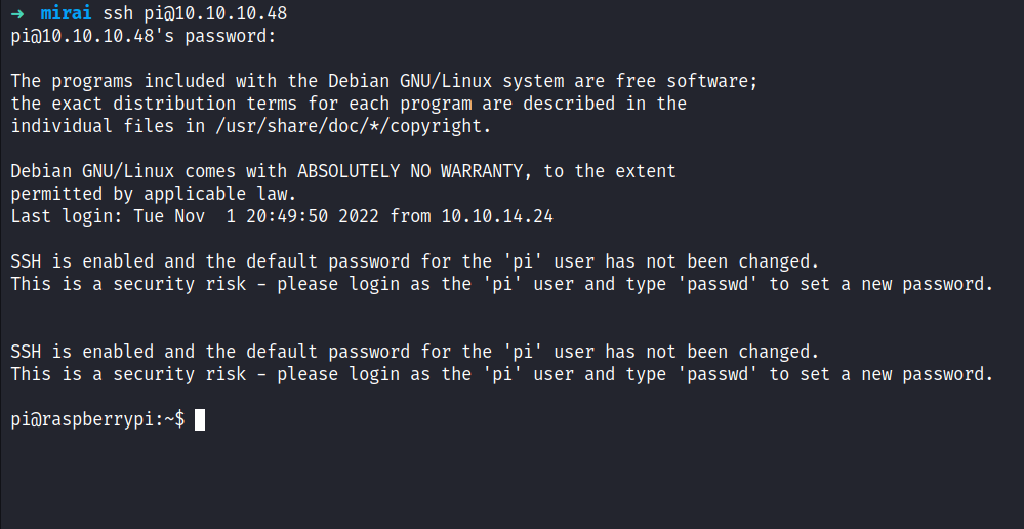 ➜  mirai ssh pi@10.10.10.48
pi@10.10.10.48's password:
The programs included with the Debian GNU/Linux system are free software;
the exact distribution terms for each program are described in the
individual files in /usr/share/doc/*/copyright.
Debian GNU/Linux comes with ABSOLUTELY NO WARRANTY, to the extent
permitted by applicable law.
Last login: Tue Nov  1 20:49:50 2022 from 10.10.14.24
SSH is enabled and the default password for the 'pi' user has not been changed.
This is a security risk - please login as the 'pi' user and type 'passwd' to set a new password.
SSH is enabled and the default password for the 'pi' user has not been changed.
This is a security risk - please login as the 'pi' user and type 'passwd' to set a new password.
pi@raspberrypi:~$